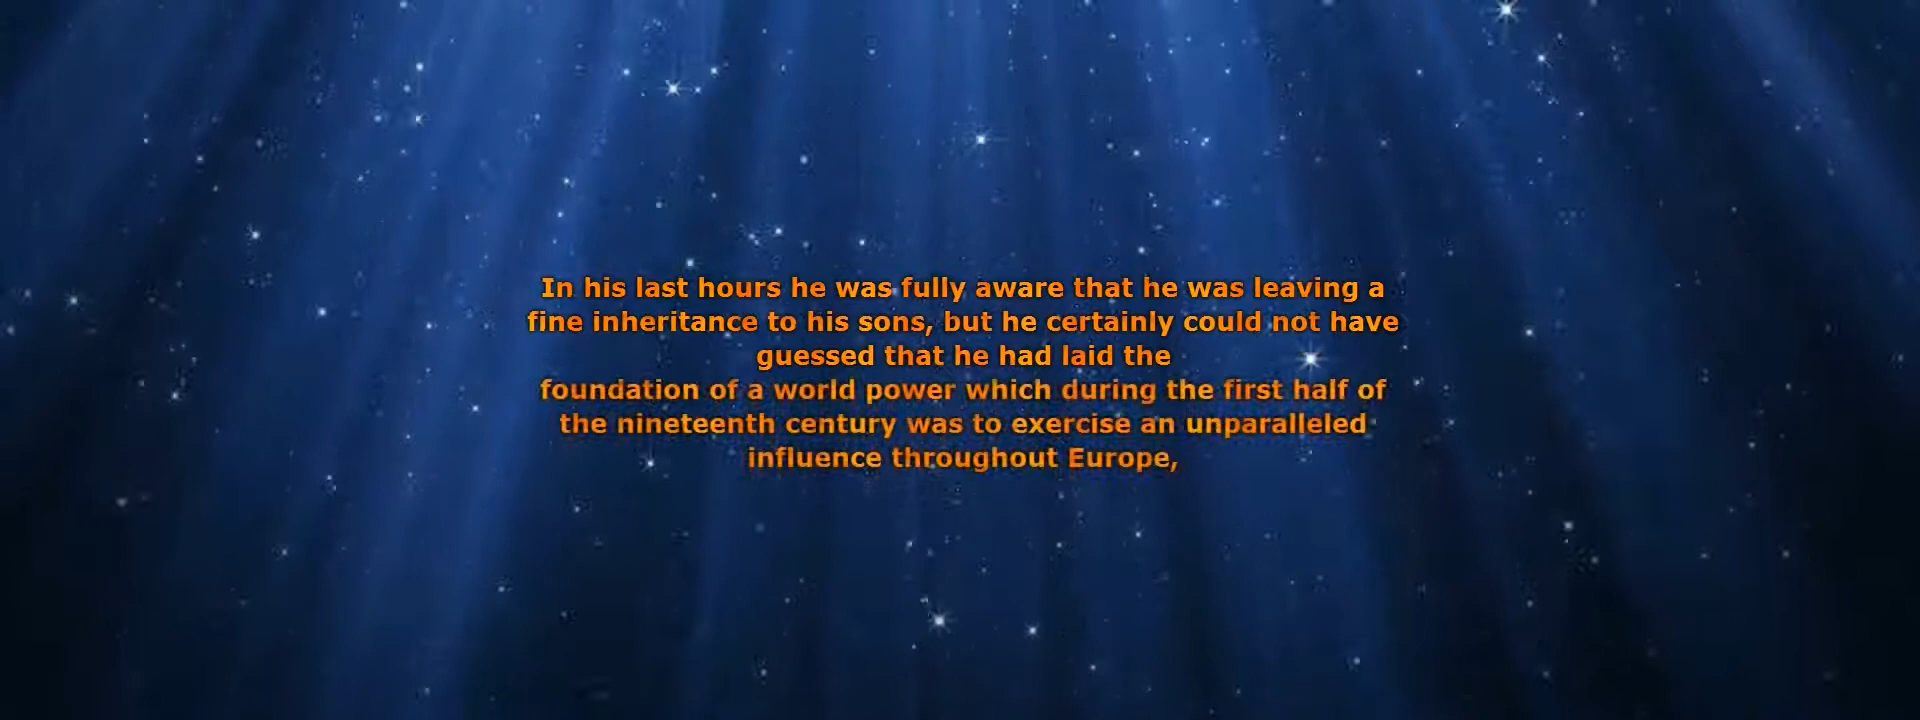 In his last hours he was fully aware that he was leaving a
fine inheritance to his sons, but he certainly could not have
guessed that he had laid the
foundation of a world power which during the first half of
the nineteenth century was to exercise an unparalleled
influence throughout Europe,